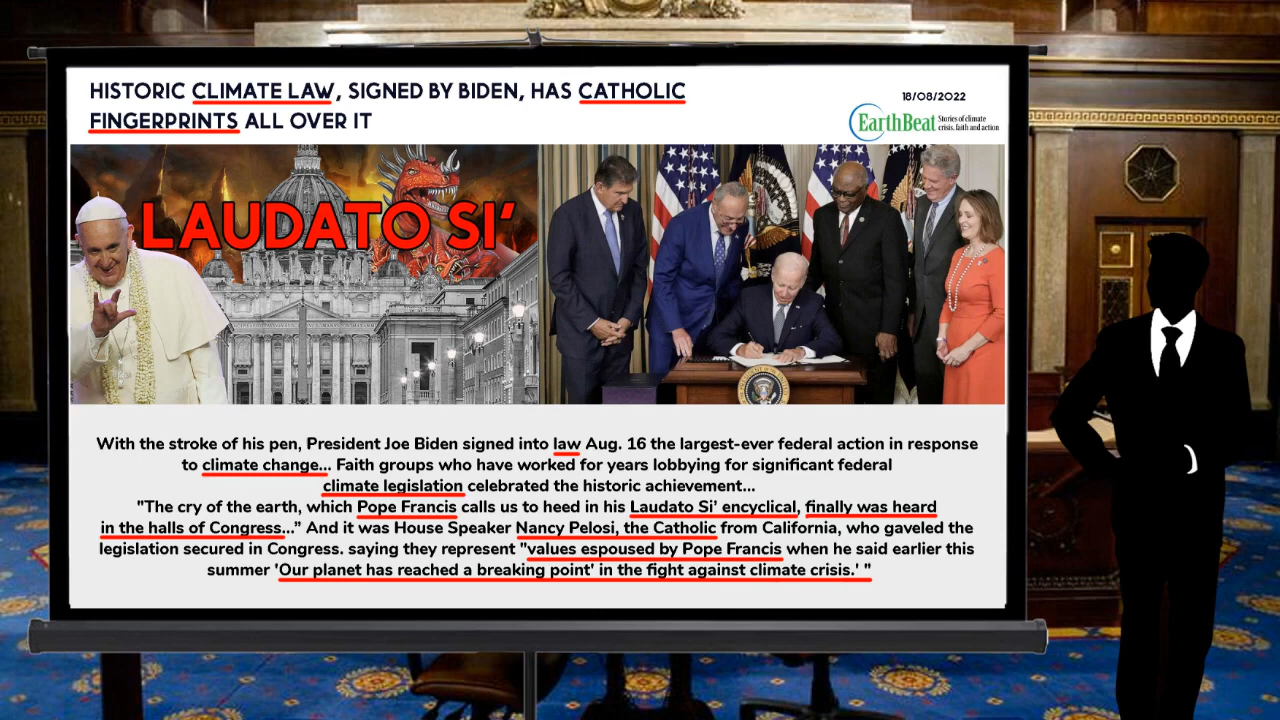 HISTORIC CLIMATE LAW, SIGNED BY BIDEN, HAS CATHOLIC
FINGERPRINTS ALL OVER IT
18/08/2022
EarthBeat Stories of climate
crisis, faith and action
LAUDATO SI'
With the stroke of his pen, President Joe Biden signed into law Aug. 16 the largest-ever federal action in response
to climate change... Faith groups who have worked for years lobbying for significant federal
climate legislation celebrated the historic achievement...
"The cry of the earth, which Pope Francis calls us to heed in his Laudato Si' encyclical, finally was heard
in the halls of Congress..." And it was House Speaker Nancy Pelosi, the Catholic from California, who gaveled the
legislation secured in Congress. saying they represent "values espoused by Pope Francis when he said earlier this
summer 'Our planet has reached a breaking point' in the fight against climate crisis.' "